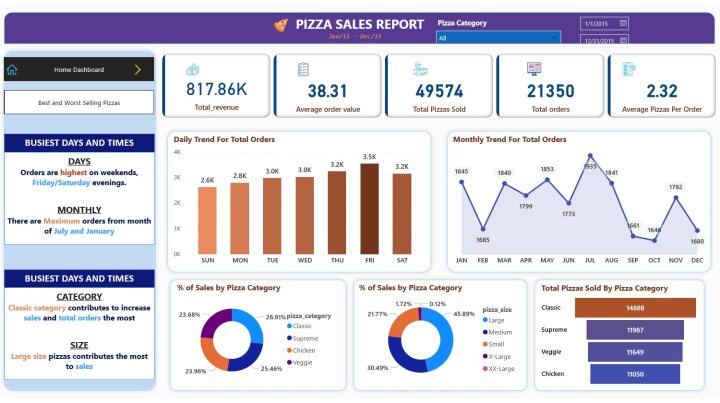 PIZZA SALES REPORT
Jan/15 - Dec/15
Pizza Category
All
1/1/2015
12/31/2015
Home Dashboard
Best and Worst Selling Pizzas
BUSIEST DAYS AND TIMES
DAYS
Orders are highest on weekends,
Friday/Saturday evenings.
MONTHLY
There are Maximum orders from month
of July and January
BUSIEST DAYS AND TIMES
CATEGORY
Classic category contributes to increase
sales and total orders the most
SIZE
Large size pizzas contributes the most
to sales
817.86K
Total_revenue
38.31
Average order value
49574
Total Pizzas Sold
21350
Total orders
2.32
Average Pizzas Per Order
Daily Trend For Total Orders
4K
3K
2K
1K
0K
2.6K
2.8K
3.0K
3.0K
3.2K
3.5K
3.2K
SUN
MON
TUE
WED
THU
FRI
SAT
Monthly Trend For Total Orders
1845
1685
1840
1799
1853
1773
1935
1841
1661
1646
1792
1680
JAN
FEB
MAR
APR
MAY
JUN
JUL
AUG
SEP
OCT
NOV
DEC
% of Sales by Pizza Category
23.68%
26.91%
23.96%
25.46%
pizza_category
Classic
Supreme
Chicken
Veggie
% of Sales by Pizza Category
1.72%
0.12%
21.77%
45.89%
30.49%
pizza_size
Large
Medium
Small
X-Large
XX-Large
Total Pizzas Sold By Pizza Category
Classic
14888
Supreme
11987
Veggie
11649
Chicken
11050